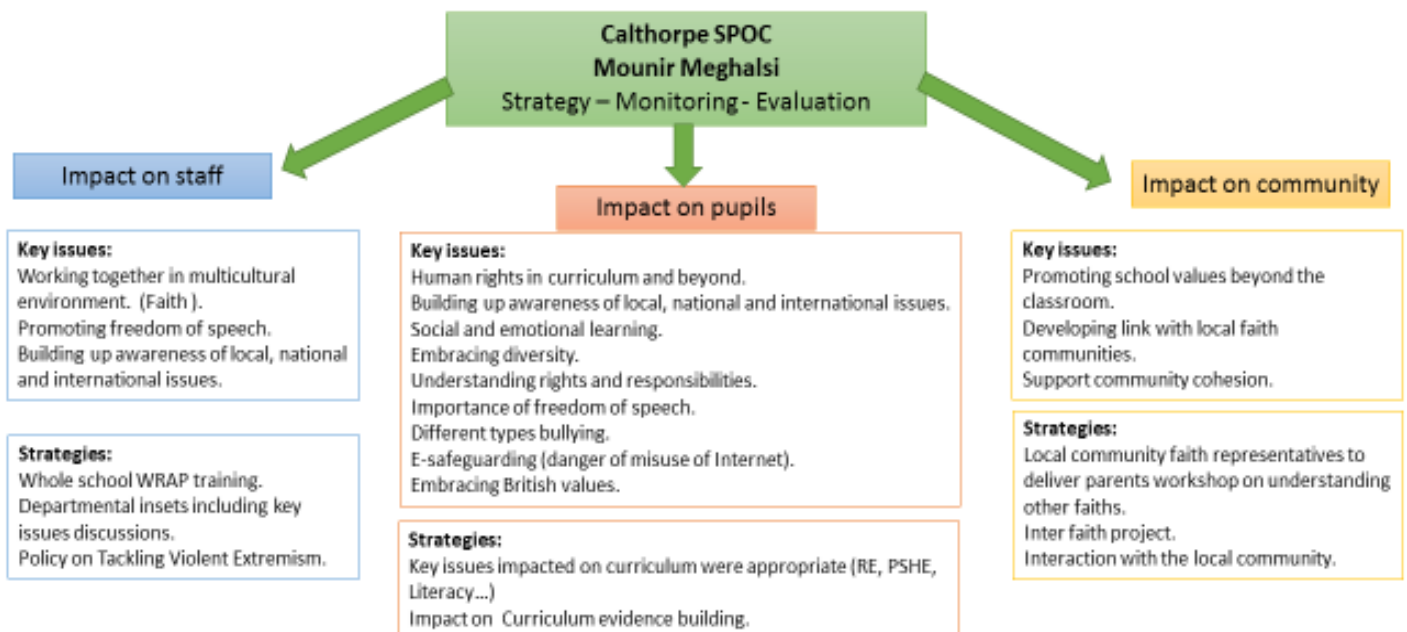 Calthorpe SPOC
Mounir Meghalsi
Strategy – Monitoring - Evaluation
Impact on staff
Key issues:
Working together in multicultural
environment. (Faith ).
Promoting freedom of speech.
Building up awareness of local, national
and international issues.
Strategies:
Whole school WRAP training.
Departmental insets including key
issues discussions.
Policy on Tackling Violent Extremism.
Impact on pupils
Key issues:
Human rights in curriculum and beyond.
Building up awareness of local, national and international issues.
Social and emotional learning.
Embracing diversity.
Understanding rights and responsibilities.
Importance of freedom of speech.
Different types bullying.
E-safeguarding (danger of misuse of Internet).
Embracing British values.
Strategies:
Key issues impacted on curriculum were appropriate (RE, PSHE,
Literacy...)
Impact on Curriculum evidence building.
Impact on community
Key issues:
Promoting school values beyond the
classroom.
Developing link with local faith
communities.
Support community cohesion.
Strategies:
Local community faith representatives to
deliver parents workshop on understanding
other faiths.
Inter faith project.
Interaction with the local community.